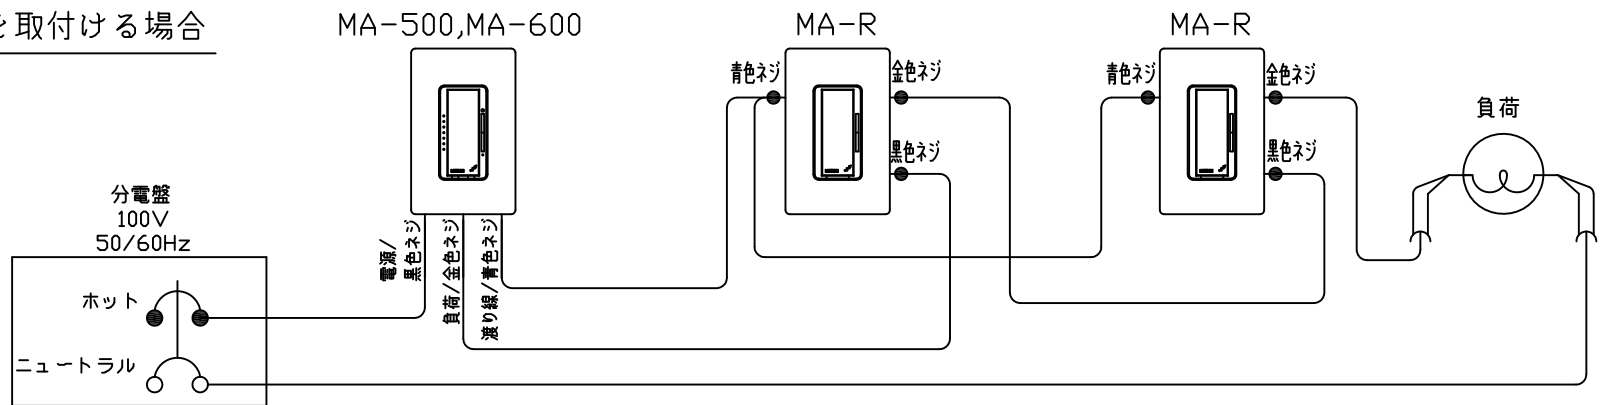 を取付ける場合
MA-500,MA-600
MA-R
MA-R
青色ネジ
金色ネジ
黒色ネジ
青色ネジ
金色ネジ
黒色ネジ
負荷
分電盤
100V
50/60Hz
ホット
ニュートラル
電源/
黒色ネジ
負荷/金色ネジ
渡り線/青色ネジ